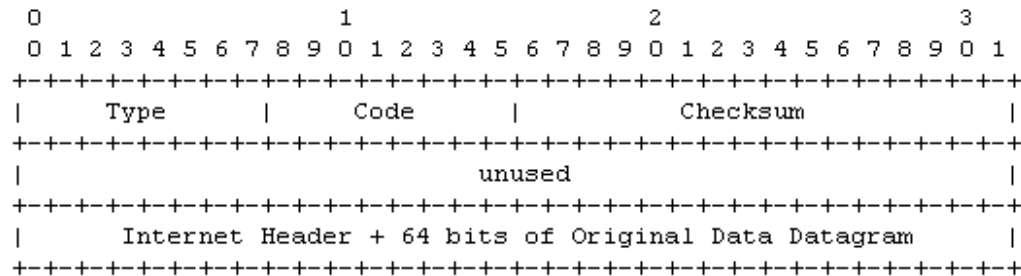 0                   1                   2                   3
0 1 2 3 4 5 6 7 8 9 0 1 2 3 4 5 6 7 8 9 0 1 2 3 4 5 6 7 8 9 0 1
+-+-+-+-+-+-+-+-+-+-+-+-+-+-+-+-+-+-+-+-+-+-+-+-+-+-+-+-+-+-+-+-+
|     Type      |     Code      |          Checksum             |
+-+-+-+-+-+-+-+-+-+-+-+-+-+-+-+-+-+-+-+-+-+-+-+-+-+-+-+-+-+-+-+-+
|                             unused                            |
+-+-+-+-+-+-+-+-+-+-+-+-+-+-+-+-+-+-+-+-+-+-+-+-+-+-+-+-+-+-+-+-+
|      Internet Header + 64 bits of Original Data Datagram      |
+-+-+-+-+-+-+-+-+-+-+-+-+-+-+-+-+-+-+-+-+-+-+-+-+-+-+-+-+-+-+-+-+